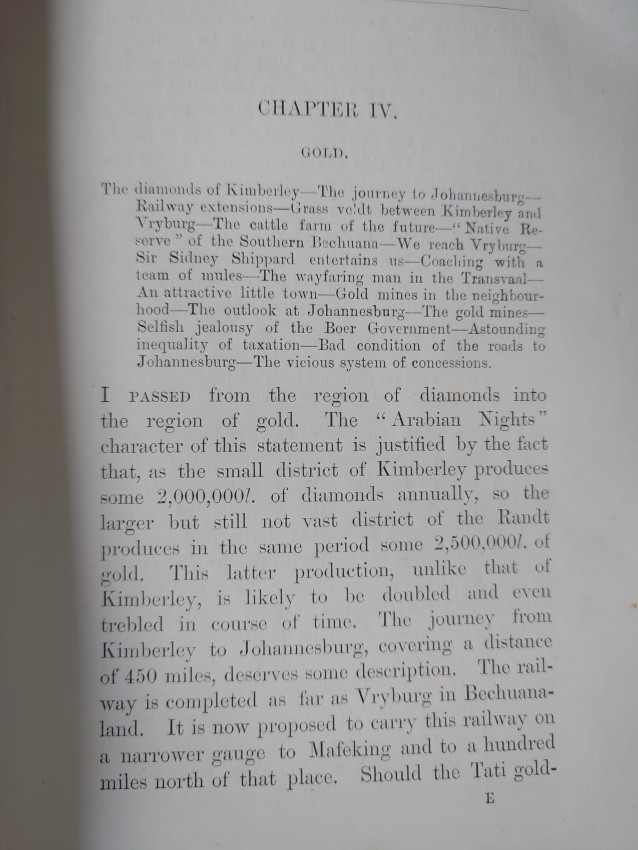 CHAPTER IV.
GOLD.
The diamonds of Kimberley—The journey to Johannesburg—
Railway extensions—Grass veldt between Kimberley and
Vryburg—The cattle farm of the future—“Native Re-
serve” of the Southern Bechuana—We reach Vryburg—
Sir Sidney Shippard entertains us—Coaching with a
team of mules—The wayfaring man in the Transvaal—
An attractive little town—Gold mines in the neighbour-
hood—The outlook at Johannesburg—The gold mines—
Selfish jealousy of the Boer Government—Astounding
inequality of taxation—Bad condition of the roads to
Johannesburg—The vicious system of concessions.
I PASSED from the region of diamonds into
the region of gold. The “Arabian Nights”
character of this statement is justified by the fact
that, as the small district of Kimberley produces
some 2,000,000l. of diamonds annually, so the
larger but still not vast district of the Randt
produces in the same period some 2,500,000l. of
gold. This latter production, unlike that of
Kimberley, is likely to be doubled and even
trebled in course of time. The journey from
Kimberley to Johannesburg, covering a distance
of 450 miles, deserves some description. The rail-
way is completed as far as Vryburg in Bechuana-
land. It is now proposed to carry this railway on
a narrower gauge to Mafeking and to a hundred
miles north of that place. Should the Tati gold-
E